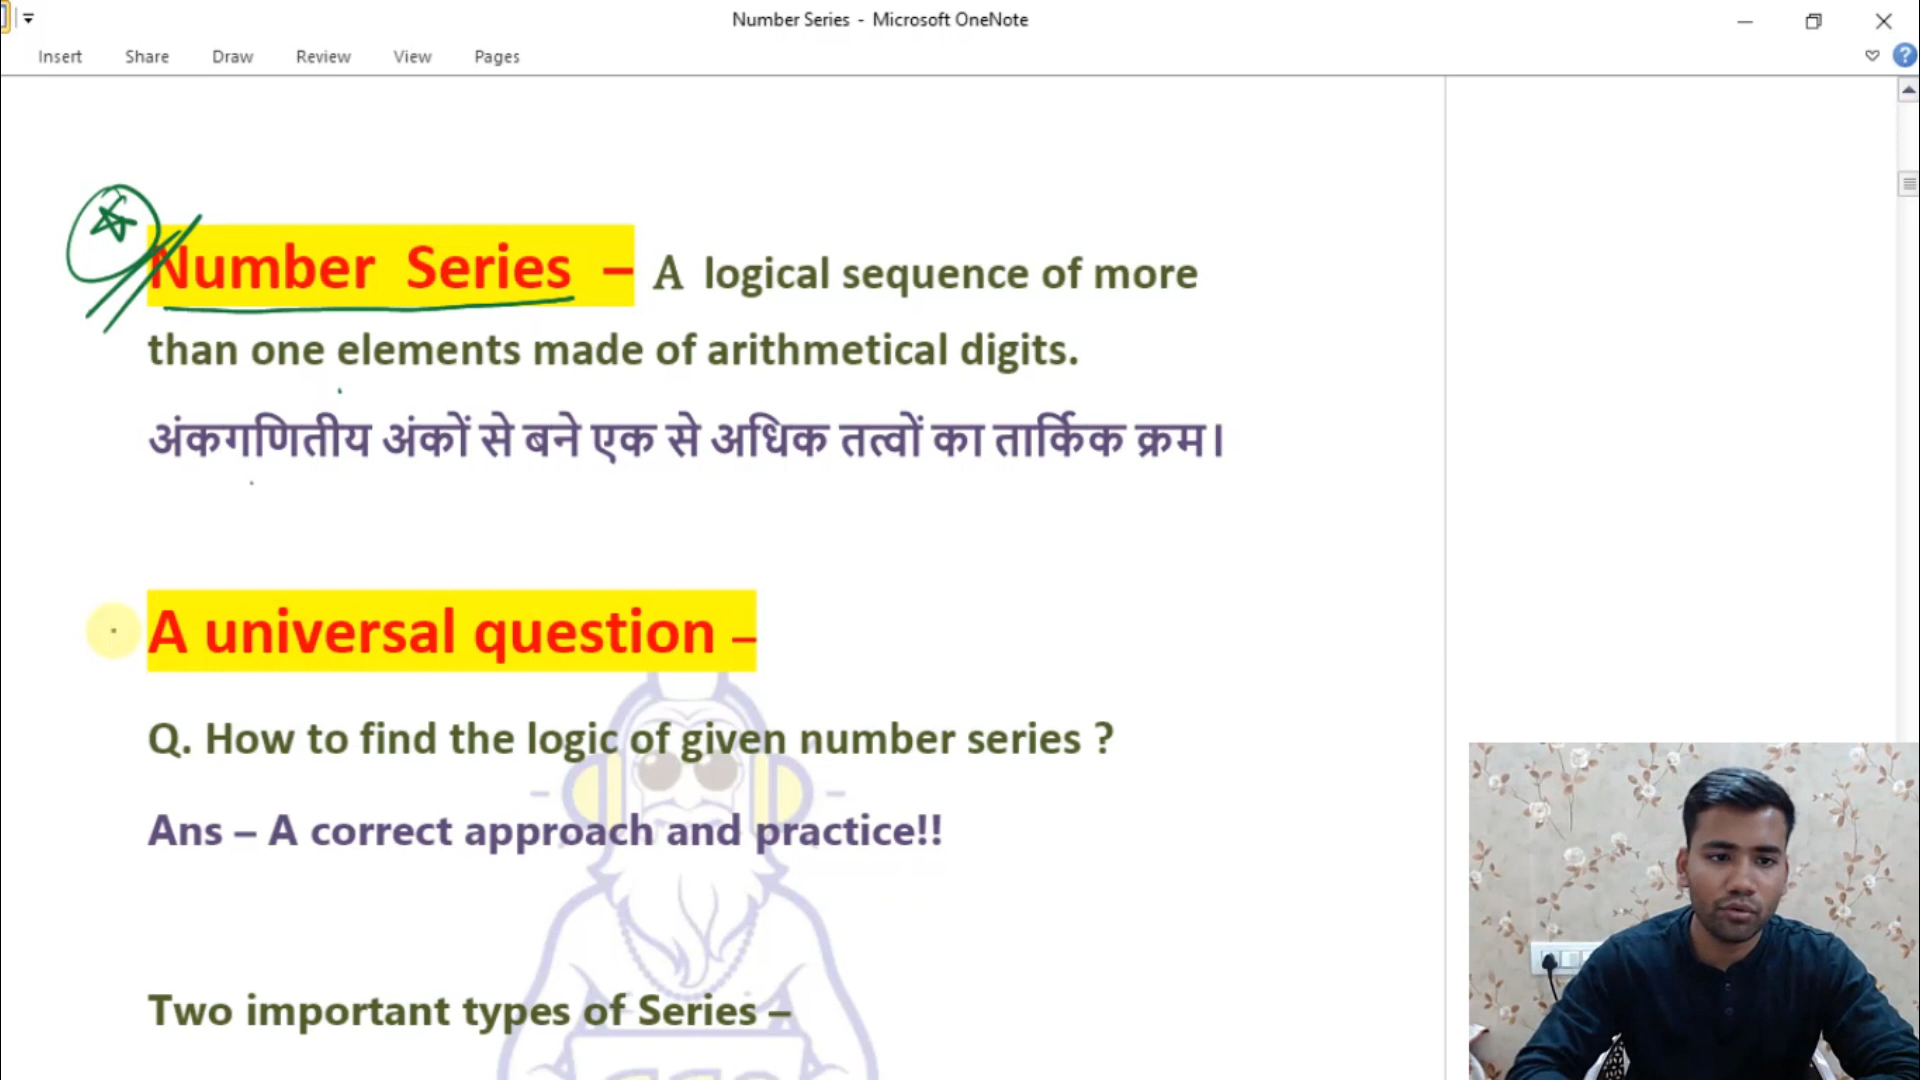 Number Series - Microsoft OneNote
Insert Share Draw Review View Pages
Number Series – A logical sequence of more
than one elements made of arithmetical digits.
अंकगणितीय अंकों से बने एक से अधिक तत्वों का तार्किक क्रम।
A universal question –
Q. How to find the logic of given number series ?
Ans – A correct approach and practice!!
Two important types of Series –